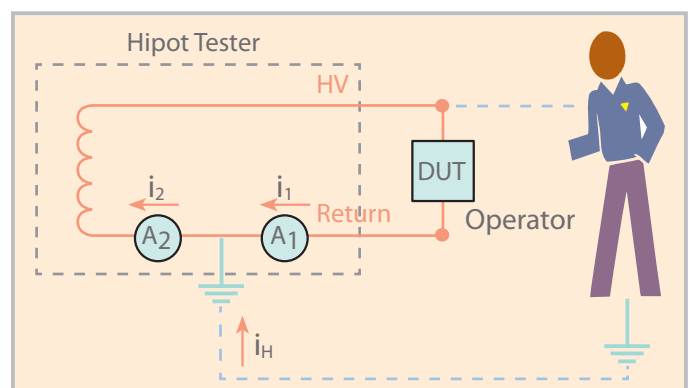 Hipot Tester
HV
DUT
i2
i1
Return
Operator
A2
A1
iH